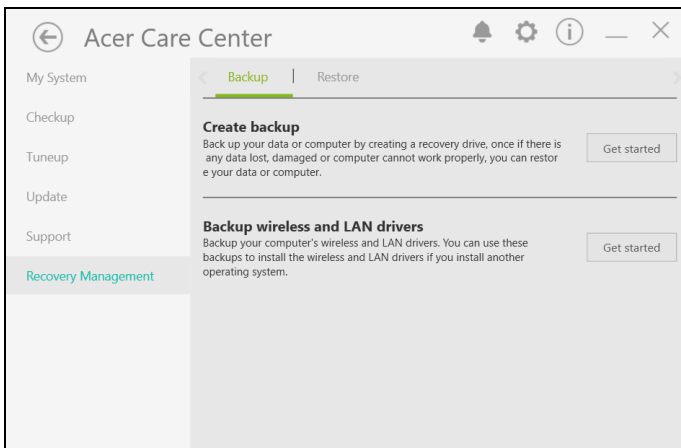 Acer Care Center
My System
Checkup
Tuneup
Update
Support
Recovery Management
Backup
Restore
Create backup
Back up your data or computer by creating a recovery drive, once if there is
any data lost, damaged or computer cannot work properly, you can restor
e your data or computer.
Get started
Backup wireless and LAN drivers
Backup your computer's wireless and LAN drivers. You can use these
backups to install the wireless and LAN drivers if you install another
operating system.
Get started